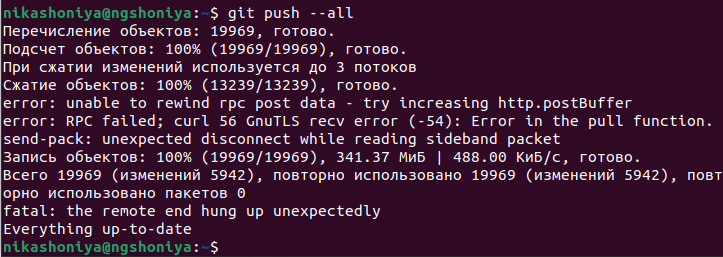 nikashoniya@ngshoniya:~$ git push --all
Перечисление объектов: 19969, готово.
Подсчет объектов: 100% (19969/19969), готово.
При сжатии изменений используется до 3 потоков
Сжатие объектов: 100% (13239/13239), готово.
error: unable to rewind rpc post data - try increasing http.postBuffer
error: RPC failed; curl 56 GnuTLS recv error (-54): Error in the pull function.
send-pack: unexpected disconnect while reading sideband packet
Запись объектов: 100% (19969/19969), 341.37 МиБ | 488.00 КиБ/с, готово.
Всего 19969 (изменений 5942), повторно использовано 19969 (изменений 5942), повт
орно использовано пакетов 0
fatal: the remote end hung up unexpectedly
Everything up-to-date
nikashoniya@ngshoniya:~$